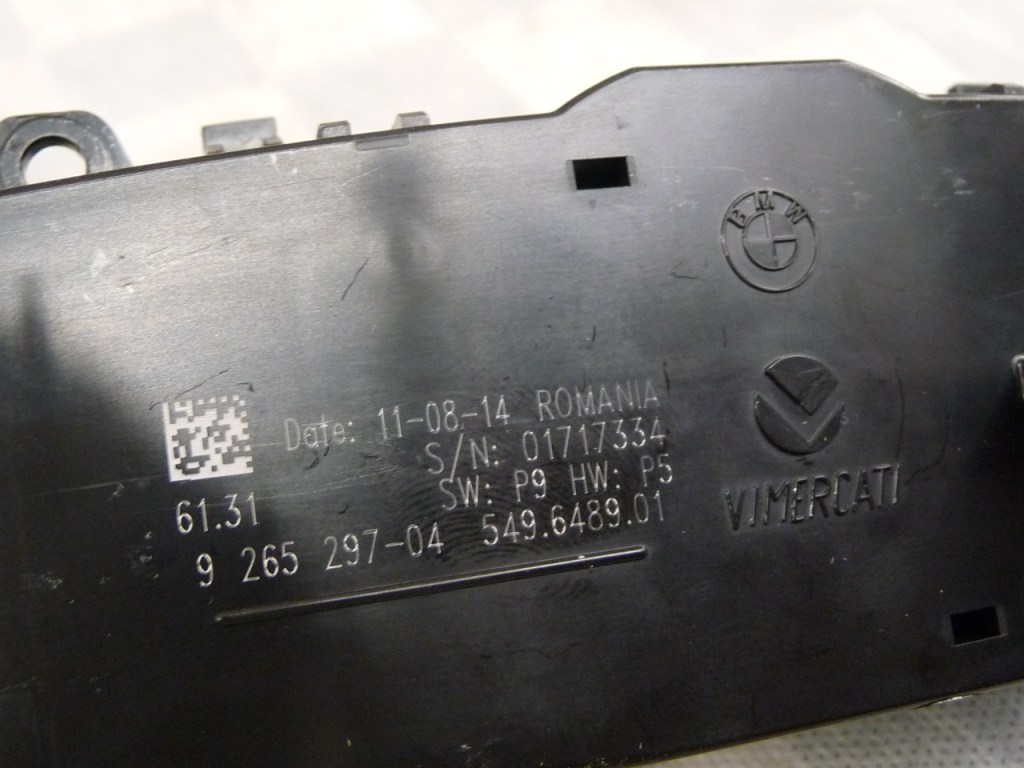 BMW
Date: 11-08-14 ROMANIA
S/N: 01717334
SW: P9 HW: P5
61.31
9 265 297-04 549.6489.01
VIMERCATI